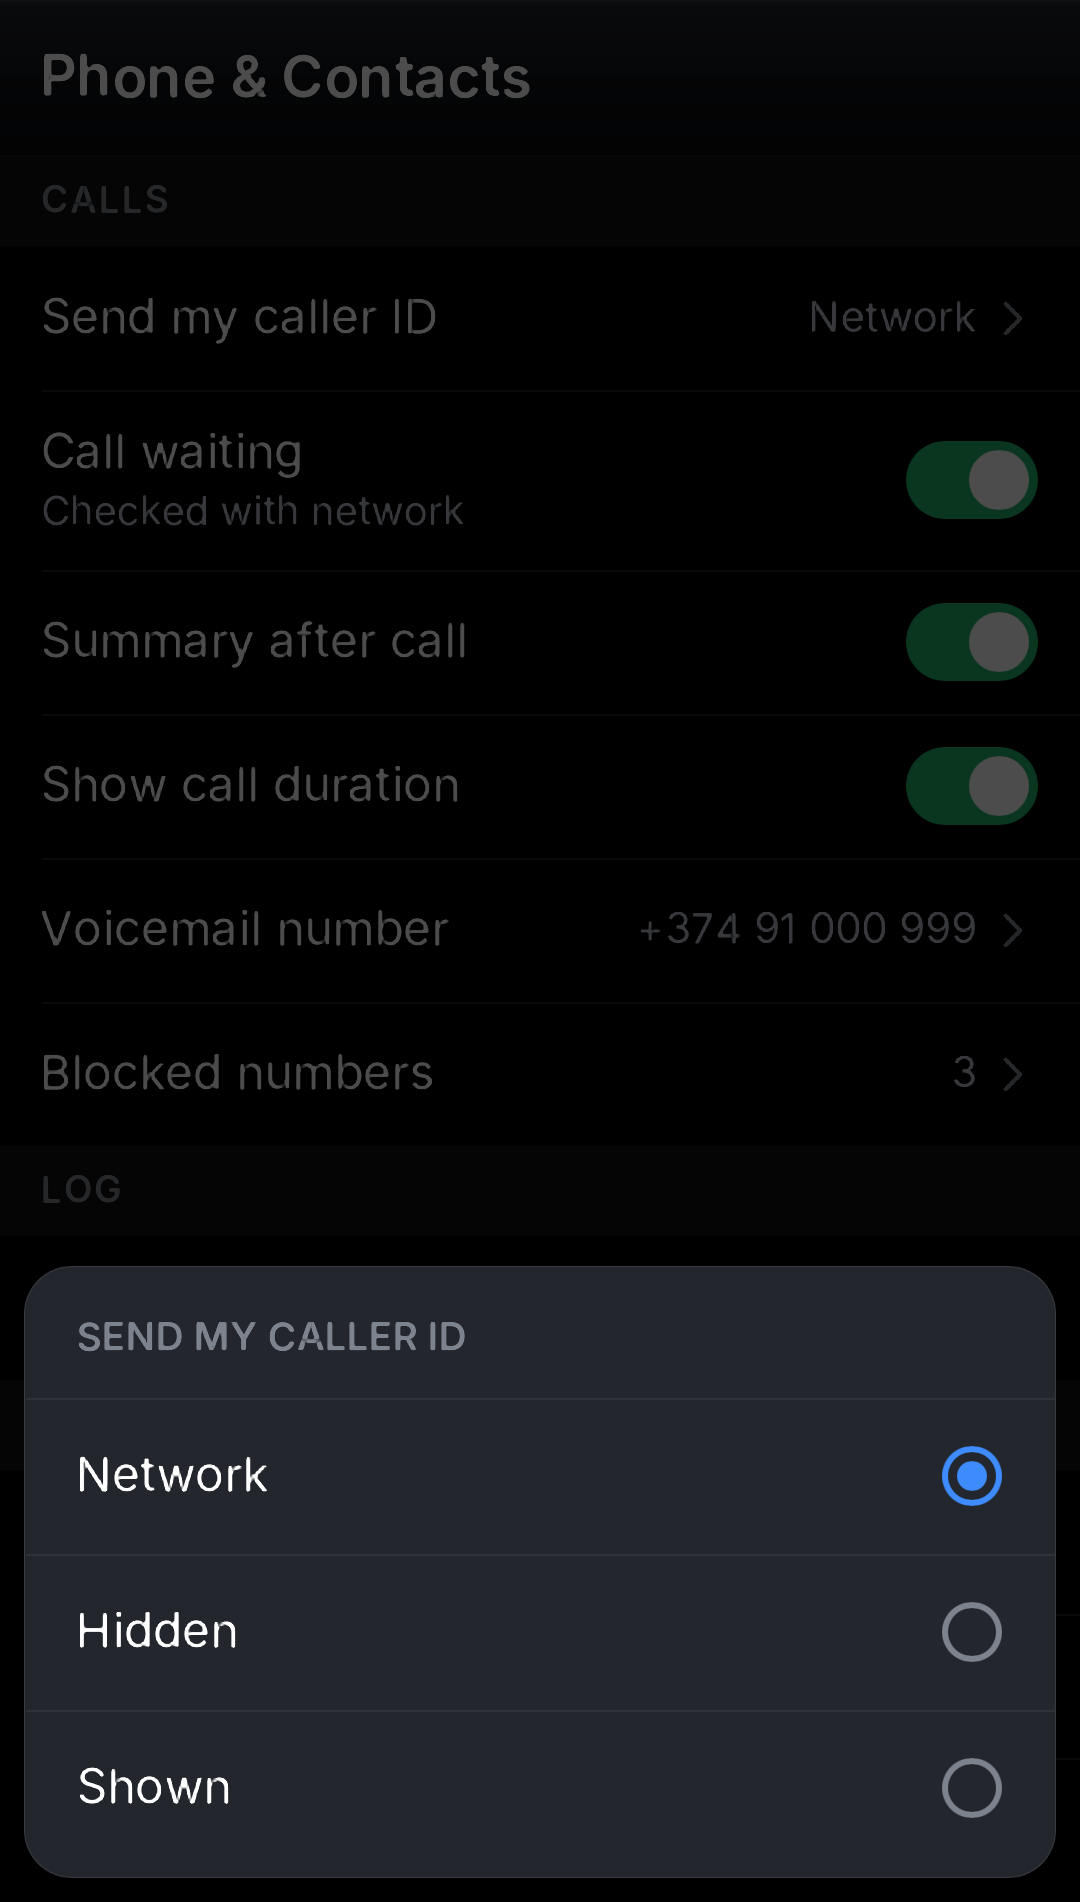 Phone & Contacts
CALLS
Send my caller ID Network
Call waiting
Checked with network
Summary after call
Show call duration
Voicemail number +374 91 000 999
Blocked numbers 3
LOG
SEND MY CALLER ID
Network
Hidden
Shown